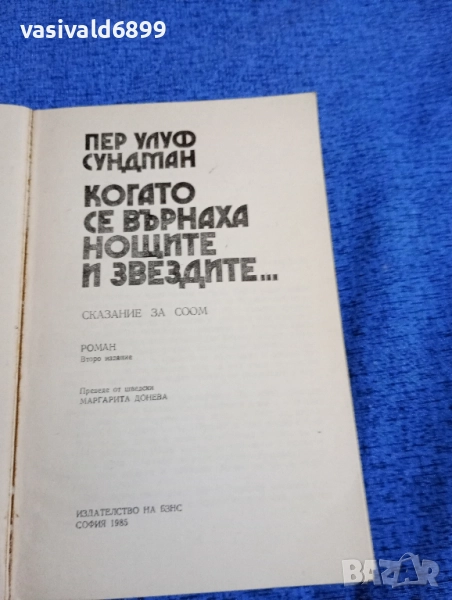 vasivald6899
ПЕР УЛУФ
СУНДМАН
КОГАТО
СЕ ВЪРНАХА
НОЩИТЕ
И ЗВЕЗДИТЕ...
СКАЗАНИЕ ЗА СООМ
РОМАН
Второ издание
Преведе от шведски
МАРГАРИТА ДОНЕВА
ИЗДАТЕЛСТВО НА БЗНС
СОФИЯ 1985
BAZAR